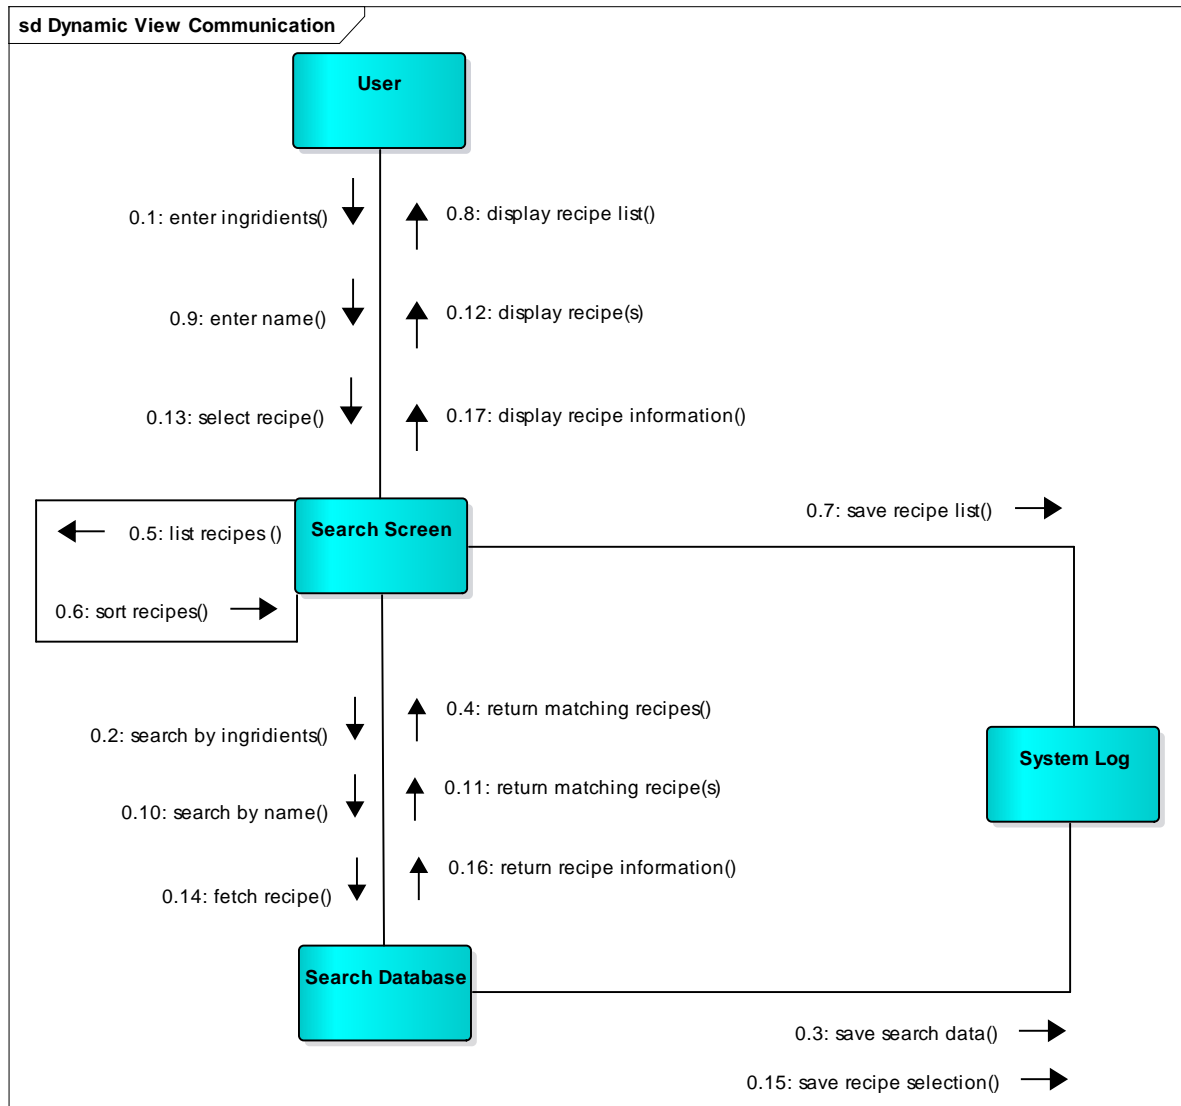 sd Dynamic View Communication
User
0.1: enter ingridients()
0.8: display recipe list()
0.9: enter name()
0.12: display recipe(s)
0.13: select recipe()
0.17: display recipe information()
Search Screen
0.7: save recipe list()
0.5: list recipes ()
0.6: sort recipes()
0.2: search by ingridients()
0.4: return matching recipes()
System Log
0.10: search by name()
0.11: return matching recipe(s)
0.14: fetch recipe()
0.16: return recipe information()
Search Database
0.3: save search data()
0.15: save recipe selection()